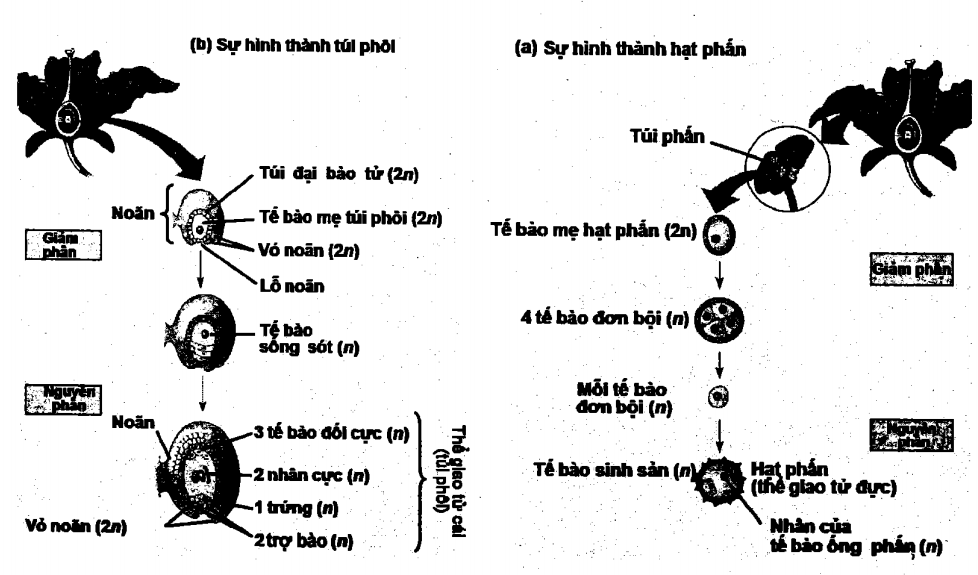 (b) Sự hình thành túi phôi
Túi đại bào tử (2n)
Noãn
Tế bào mẹ túi phôi (2n)
Vỏ noãn (2n)
Lỗ noãn
Giảm
phân
Tế bào
sống sót (n)
Nguyên
phân
Noãn
3 tế bào đối cực (n)
2 nhân cực (n)
1 trứng (n)
Vỏ noãn (2n)
2 trợ bào (n)
Thể giao tử cái
(túi phôi)
(a) Sự hình thành hạt phấn
Túi phấn
Tế bào mẹ hạt phấn (2n)
Giảm phân
4 tế bào đơn bội (n)
Mỗi tế bào
đơn bội (n)
Nguyên
phân
Tế bào sinh sản (n)
Hạt phấn
(thể giao tử đực)
Nhân của
tế bào ống phấn (n)